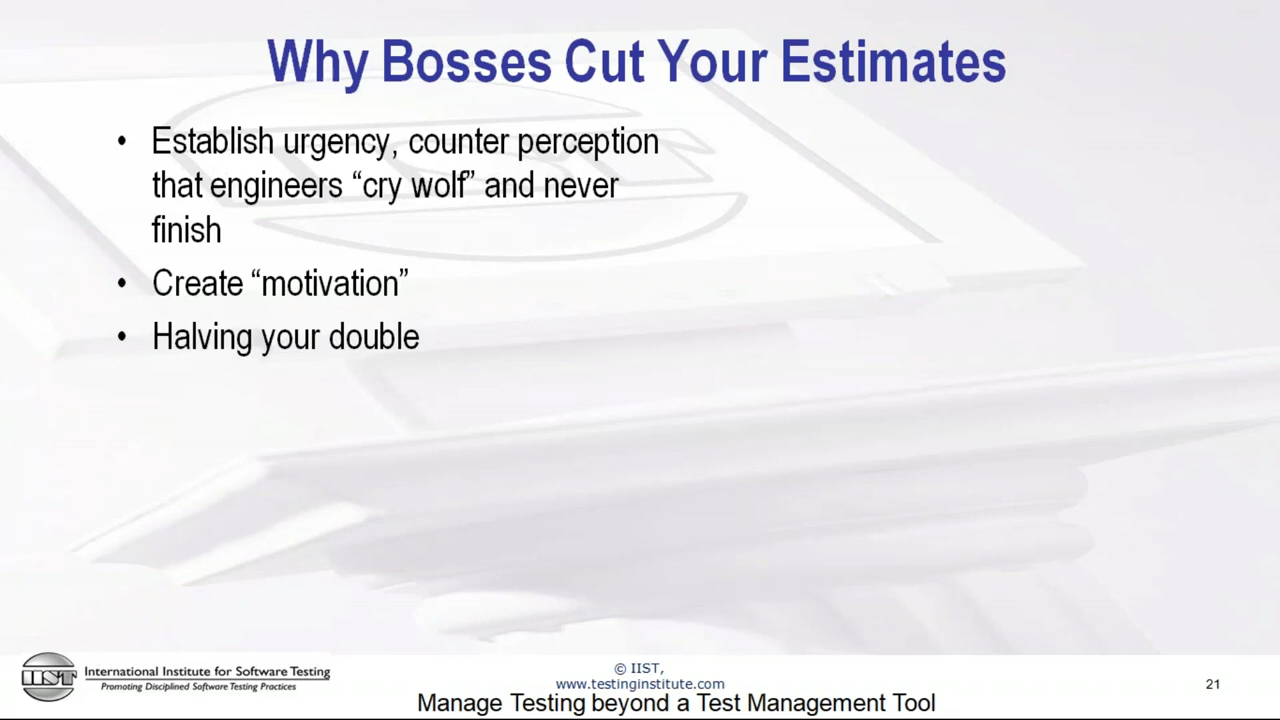 Why Bosses Cut Your Estimates
• Establish urgency, counter perception
that engineers “cry wolf” and never
finish
• Create “motivation”
• Halving your double
IIST
International Institute for Software Testing
Promoting Disciplined Software Testing Practices
© IIST,
www.testinginstitute.com
21
Manage Testing beyond a Test Management Tool